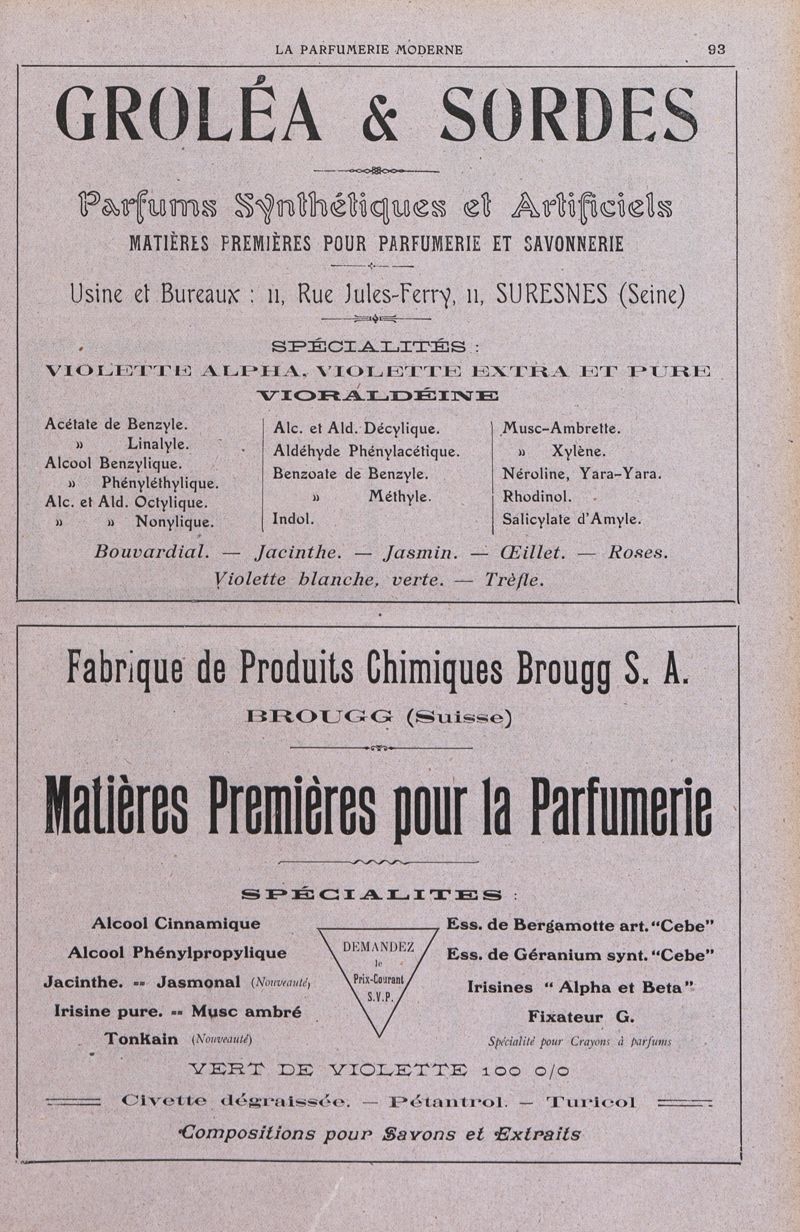 LA PARFUMERIE MODERNE 93
GROLÉA & SORDES
Parfums Synthétiques et Artificiels
MATIÈRES PREMIÈRES POUR PARFUMERIE ET SAVONNERIE
Usine et Bureaux : 11, Rue Jules-Ferry, 11, SURESNES (Seine)
SPÉCIALITÉS :
VIOLETTE ALPHA, VIOLETTE EXTRA ET PURE
VIORALDÉINE
Acétate de Benzyle.
» Linalyle.
Alcool Benzylique.
» Phényléthylique.
Alc. et Ald. Octylique.
» » Nonylique.
Alc. et Ald. Décylique.
Aldéhyde Phénylacétique.
Benzoate de Benzyle.
» Méthyle.
Indol.
Musc-Ambrette.
» Xylène.
Néroline, Yara-Yara.
Rhodinol.
Salicylate d'Amyle.
Bouvardial. — Jacinthe. — Jasmin. — Œillet. — Roses.
Violette blanche, verte. — Trèfle.
Fabrique de Produits Chimiques Brougg S. A.
BROUGG (Suisse)
Matières Premières pour la Parfumerie
SPÉCIALITES :
Alcool Cinnamique
Alcool Phénylpropylique
Jacinthe. -- Jasmonal (Nouveauté)
Irisine pure. -- Musc ambré
Tonkain (Nouveauté)
DEMANDEZ
le
Prix-Courant
S.V.P.
Ess. de Bergamotte art. "Cebe"
Ess. de Géranium synt. "Cebe"
Irisines "Alpha et Beta"
Fixateur G.
Spécialité pour Crayons à parfums
VERT DE VIOLETTE 100 0/0
Civette dégraissée. — Pétantrol. — Turicol
Compositions pour Savons et Extraits